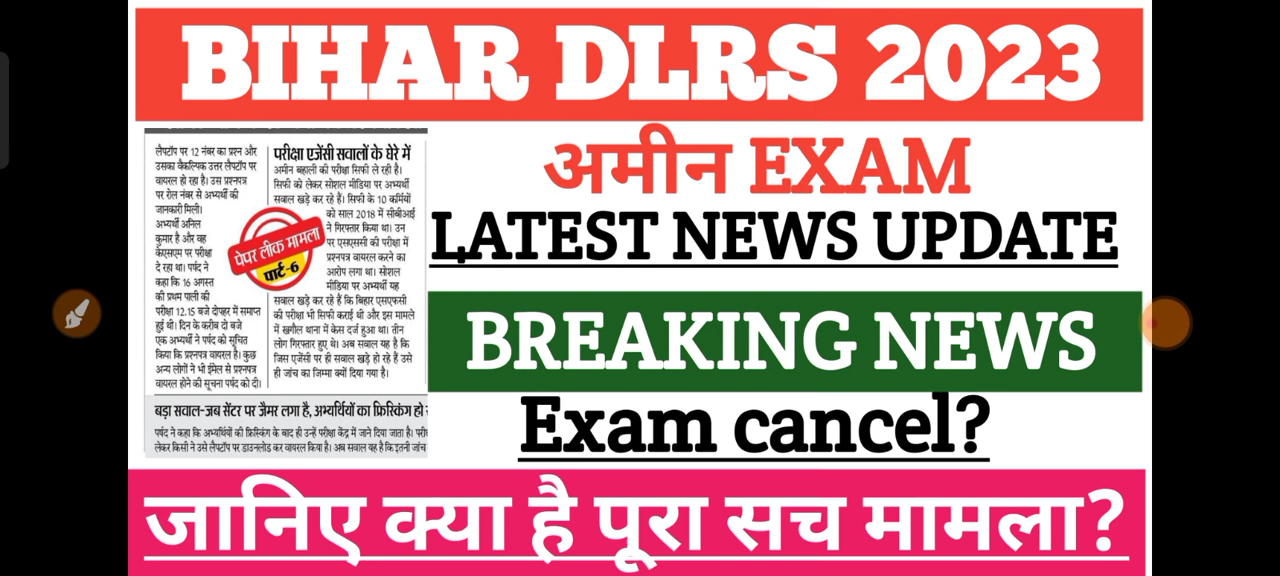 BIHAR DLRS 2023
लैपटॉप पर 12 नंबर का प्रश्न और
उसका वैकल्पिक उत्तर लैपटॉप पर
वायरल हो रहा है। उस प्रश्नपत्र
पर रोल नंबर से अभ्यर्थी की
जानकारी मिली।
अभ्यर्थी अनिल
कुमार है और वह
केएसएम पर परीक्षा
दे रहा था। पर्षद ने
कहा कि 16 अगस्त
की प्रथम पाली की
परीक्षा 12.15 बजे दोपहर में समाप्त
हुई थी। दिन के करीब दो बजे
एक अभ्यर्थी ने पर्षद को सूचित
किया कि प्रश्नपत्र वायरल है। कुछ
अन्य लोगों ने भी ईमेल से प्रश्नपत्र
वायरल होने की सूचना पर्षद को दी।
परीक्षा एजेंसी सवालों के घेरे में
अमीन बहाली की परीक्षा सिफी ले रही है।
सिफी को लेकर सोशल मीडिया पर अभ्यर्थी
सवाल खड़े कर रहे हैं। सिफी के 10 कर्मियों
को साल 2018 में सीबीआई
ने गिरफ्तार किया था। उन
पर एसएससी की परीक्षा में
प्रश्नपत्र वायरल करने का
आरोप लगा था। सोशल
मीडिया पर अभ्यर्थी यह
सवाल खड़े कर रहे हैं कि बिहार एसएफसी
की परीक्षा भी सिफी कराई थी और इस मामले
में खगौल थाना में केस दर्ज हुआ था। तीन
लोग गिरफ्तार हुए थे। अब सवाल यह है कि
जिस एजेंसी पर ही सवाल खड़े हो रहे हैं उसे
ही जांच का जिम्मा क्यों दिया गया है।
पेपर लीक मामला
पार्ट-6
बड़ा सवाल-जब सेंटर पर जैमर लगा है, अभ्यर्थियों का फ्रिस्किंग हो
पर्षद ने कहा कि अभ्यर्थियों की फ्रिस्किंग के बाद ही उन्हें परीक्षा केंद्र में जाने दिया जाता है।
लेकर किसी ने उसे लैपटॉप पर डाउनलोड कर वायरल किया है। अब सवाल यह है कि इतनी जांच
अमीन EXAM
LATEST NEWS UPDATE
BREAKING NEWS
Exam cancel?
जानिए क्या है पूरा सच मामला?